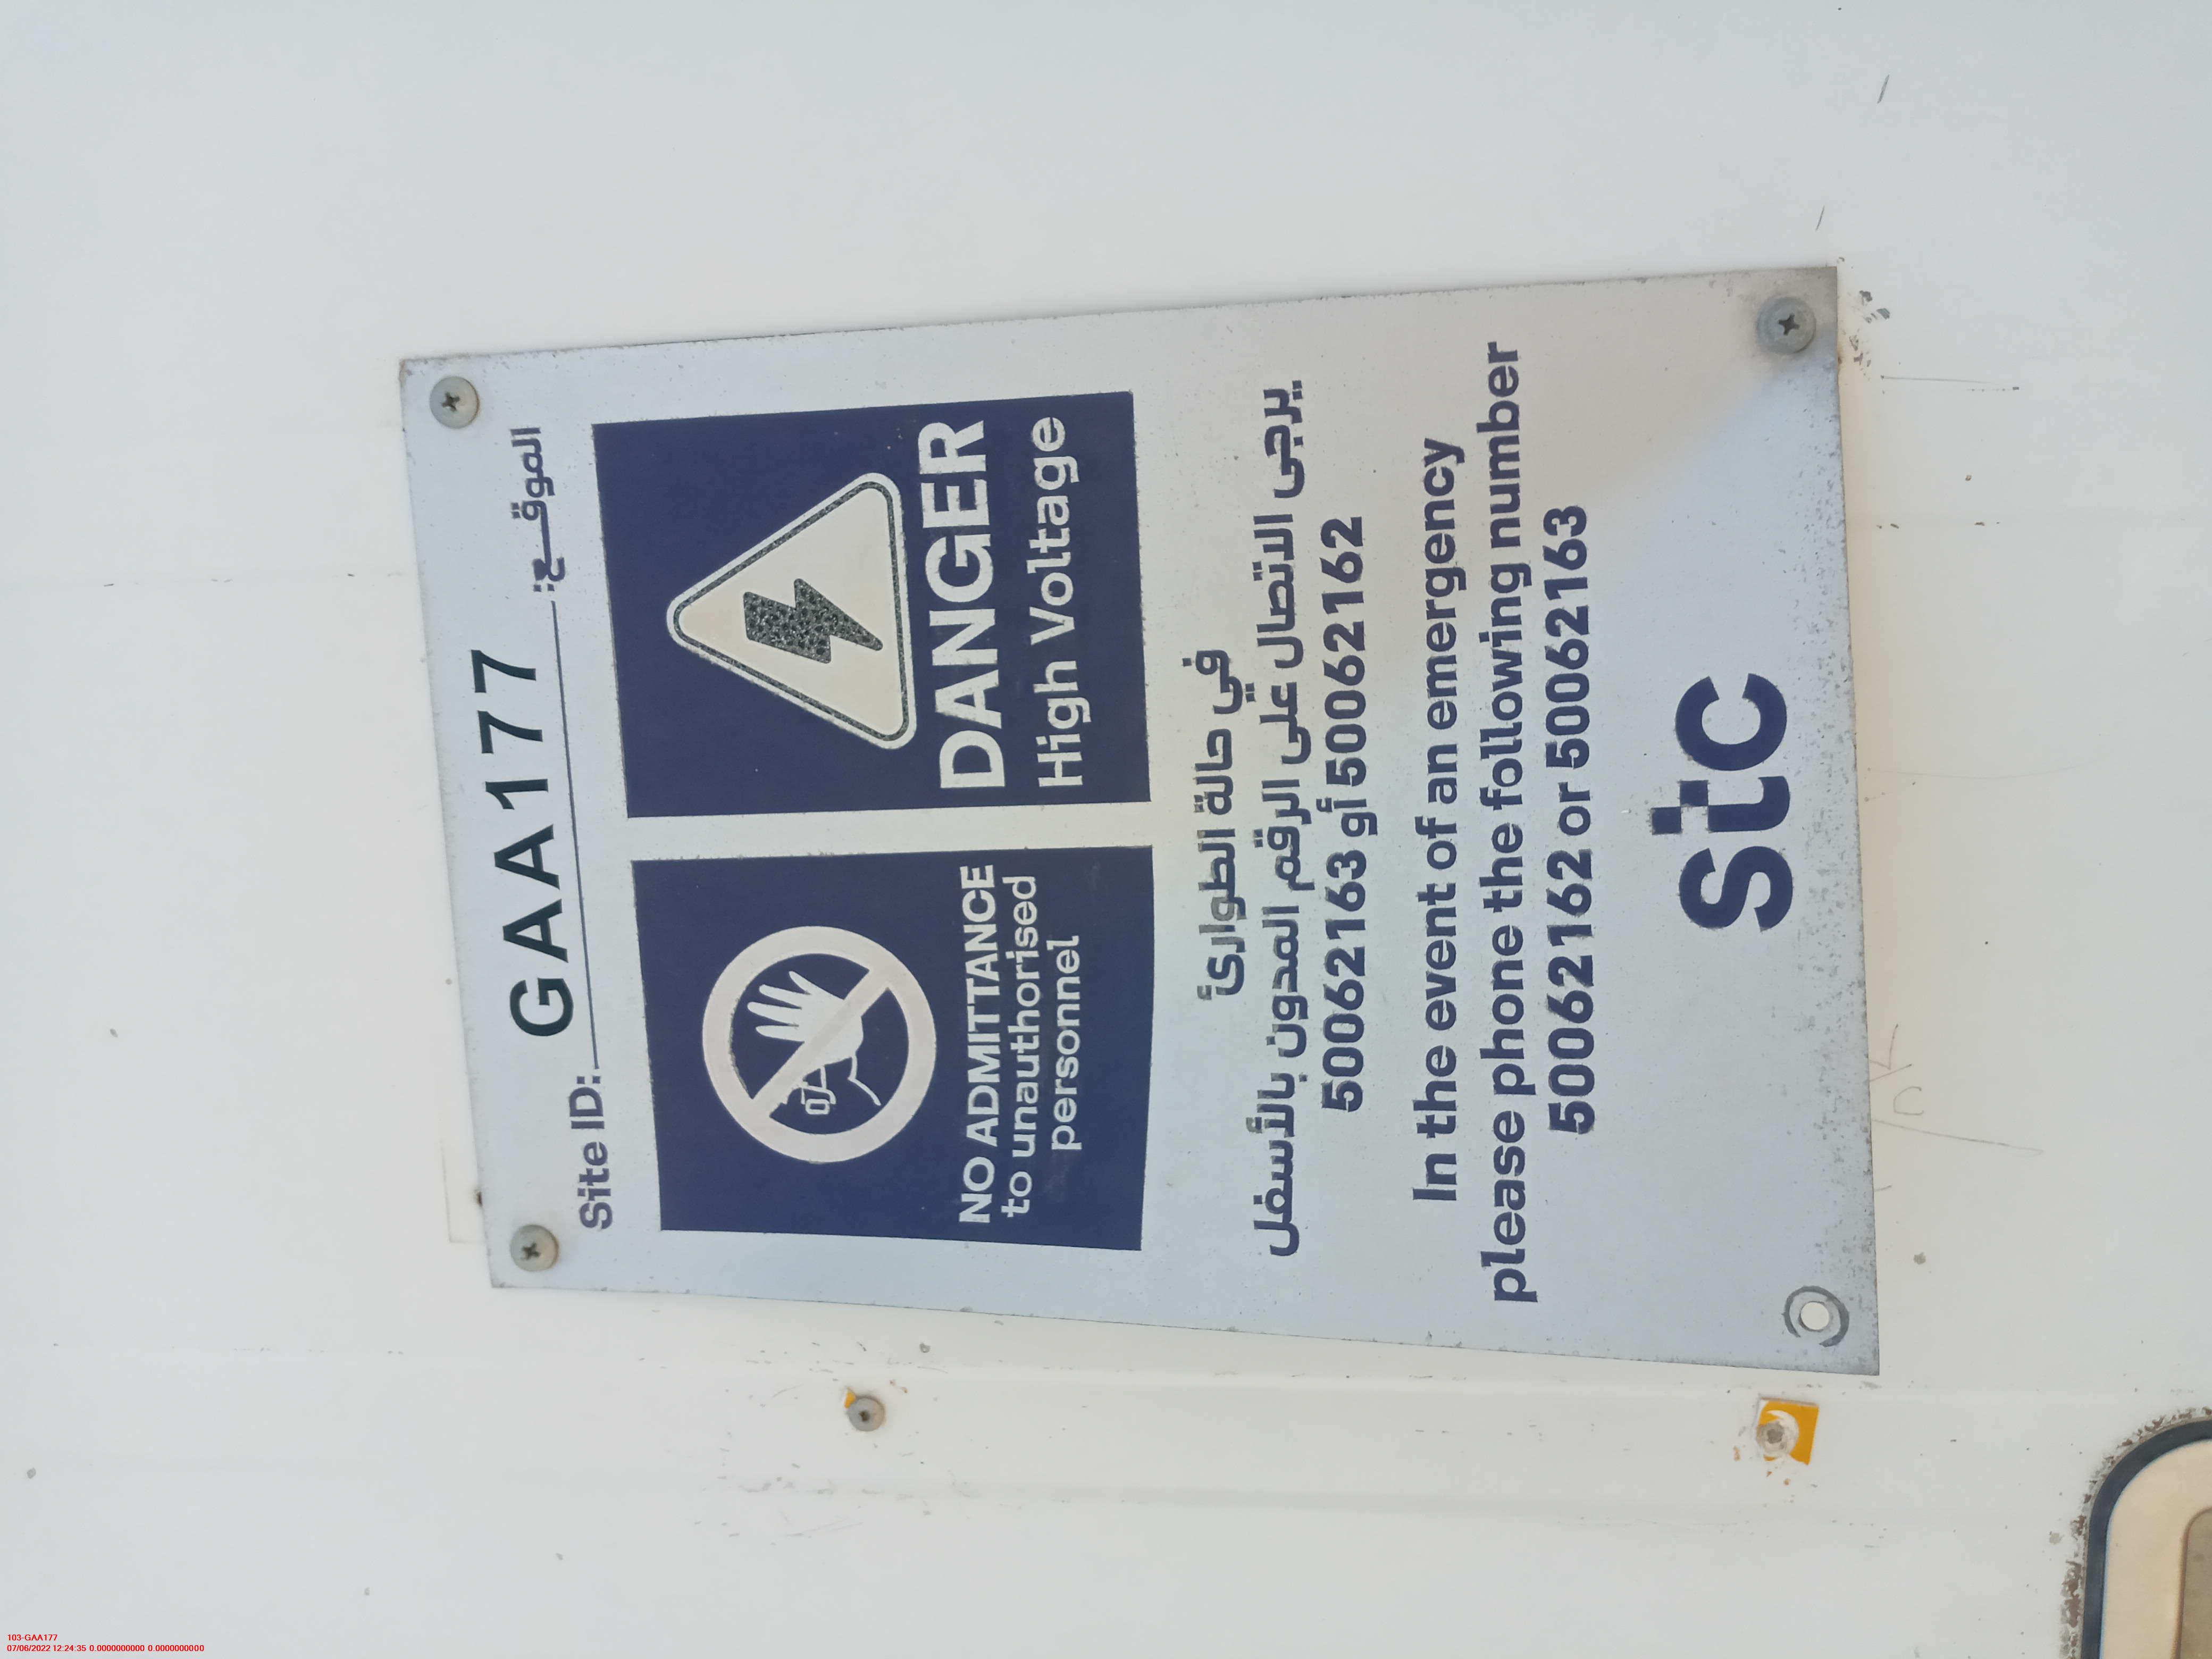 Site ID: GAA177 الموقـع:
NO ADMITTANCE
to unauthorised
personnel
DANGER
High Voltage
في حالة الطوارئ
يرجى الاتصال على الرقم المدون بالأسفل
50062163 أو 50062162
In the event of an emergency
please phone the following number
50062162 or 50062163
stc
103-GAA177
07/06/2022 12:24:35 0.0000000000 0.0000000000